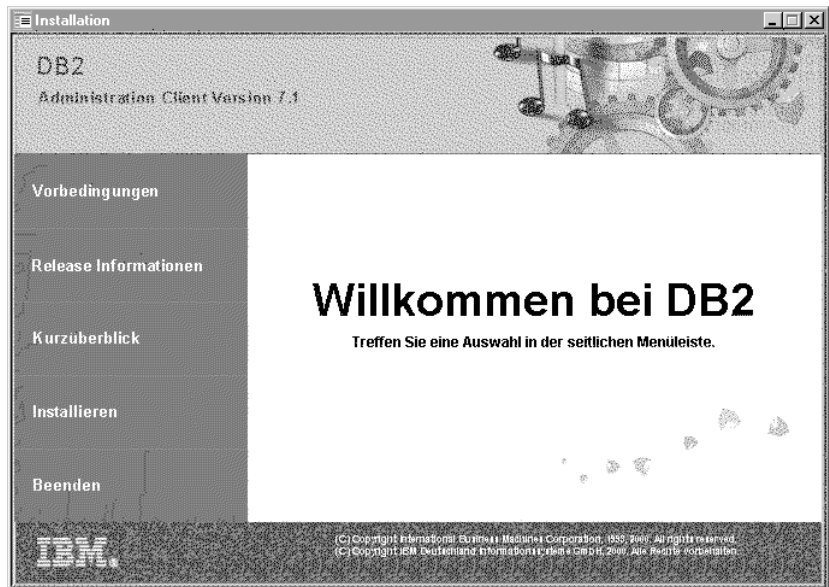 Installation
DB2
Administration Client Version 7.1
Vorbedingungen
Release Informationen
Kurzüberblick
Installieren
Beenden
Willkommen bei DB2
Treffen Sie eine Auswahl in der seitlichen Menüleiste.
IBM.
(C) Copyright International Business Machines Corporation, 1993, 2000. All rights reserved.
(C) Copyright IBM Deutschland Informationssysteme GmbH, 2000. Alle Rechte vorbehalten.